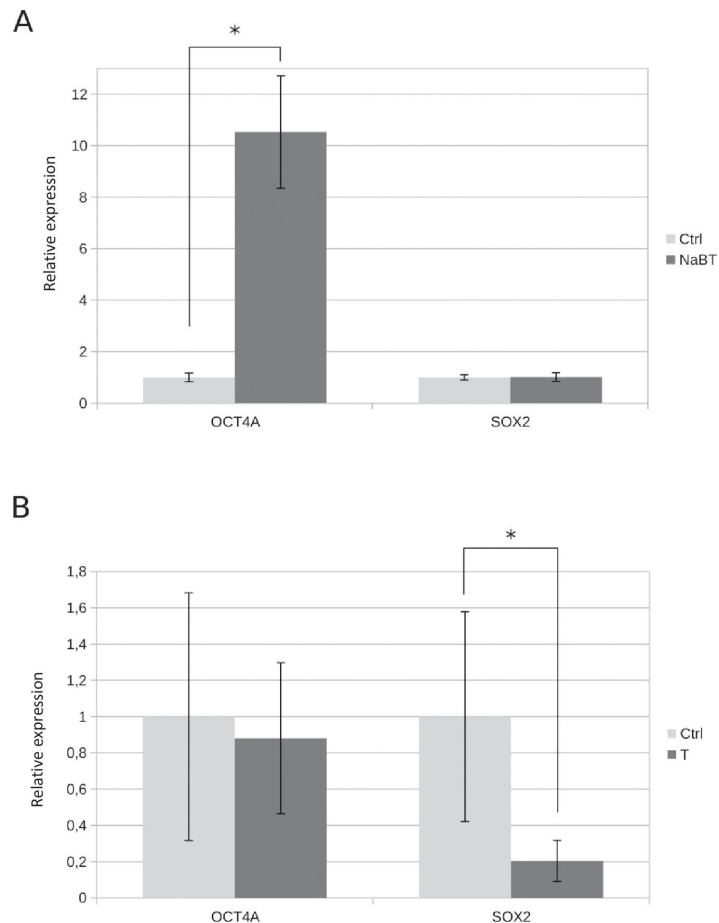 A
*
12
10
8
6
4
2
0
Relative expression
OCT4A SOX2
Ctrl
NaBT
B
*
1,8
1,6
1,4
1,2
1
0,8
0,6
0,4
0,2
0
Relative expression
OCT4A SOX2
Ctrl
T